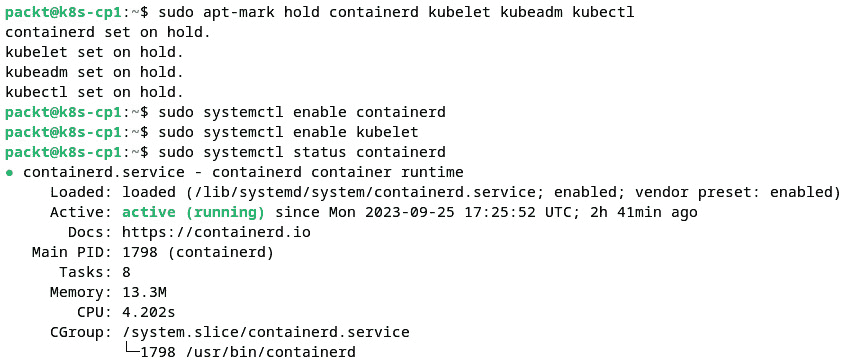 packt@k8s-cp1:~$ sudo apt-mark hold containerd kubelet kubeadm kubectl
containerd set on hold.
kubelet set on hold.
kubeadm set on hold.
kubectl set on hold.
packt@k8s-cp1:~$ sudo systemctl enable containerd
packt@k8s-cp1:~$ sudo systemctl enable kubelet
packt@k8s-cp1:~$ sudo systemctl status containerd
● containerd.service - containerd container runtime
     Loaded: loaded (/lib/systemd/system/containerd.service; enabled; vendor preset: enabled)
     Active: active (running) since Mon 2023-09-25 17:25:52 UTC; 2h 41min ago
       Docs: https://containerd.io
   Main PID: 1798 (containerd)
      Tasks: 8
     Memory: 13.3M
        CPU: 4.202s
     CGroup: /system.slice/containerd.service
             └─1798 /usr/bin/containerd